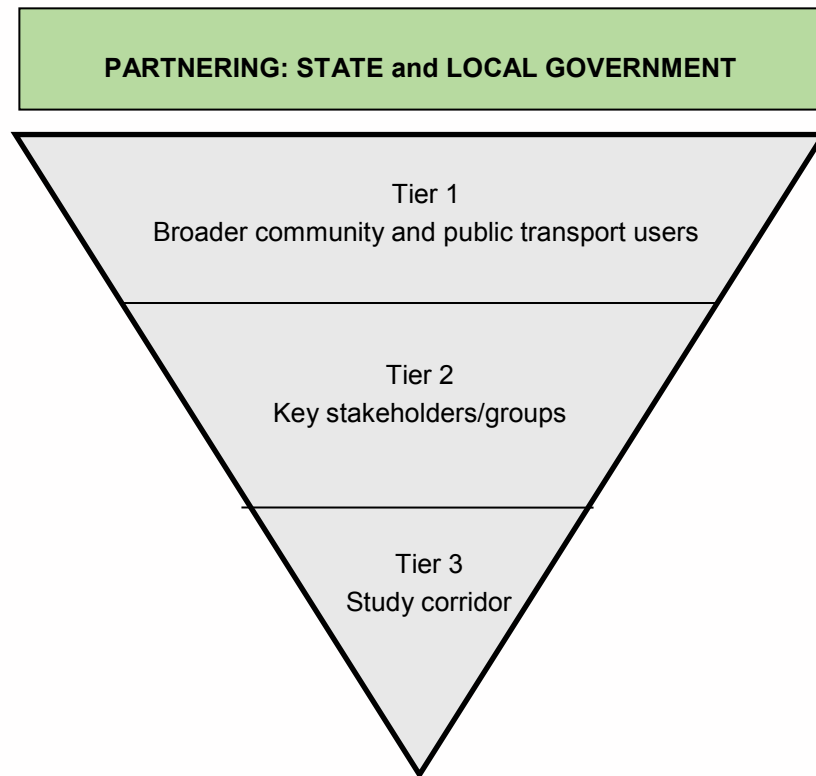 PARTNERING: STATE and LOCAL GOVERNMENT
Tier 1
Broader community and public transport users
Tier 2
Key stakeholders/groups
Tier 3
Study corridor